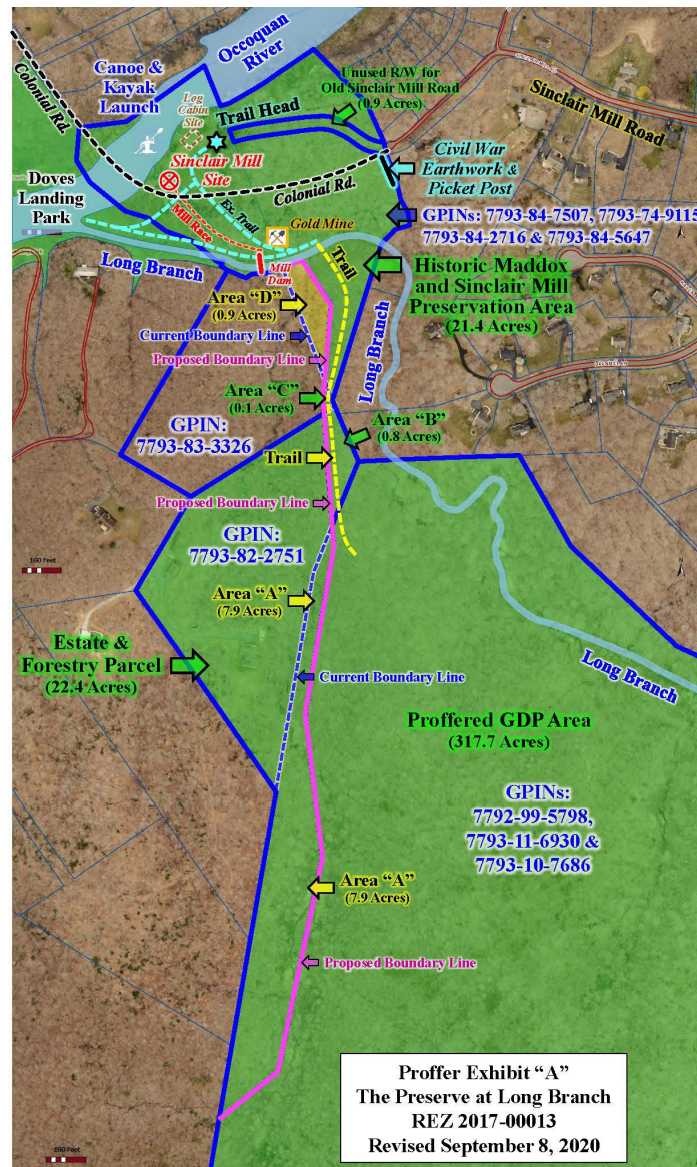 Occoquan
River
Canoe &
Kayak
Launch
Colonial Rd.
Log
Cabin
Site
Trail Head
Unused R/W for
Old Sinclair Mill Road
(0.9 Acres)
Sinclair Mill Road
Sinclair Mill
Site
Civil War
Earthwork &
Picket Post
Colonial Rd.
Doves
Landing
Park
Mill Race
Ex. Trail
Gold Mine
GPINs: 7793-84-7507, 7793-74-9115
7793-84-2716 & 7793-84-5647
Long Branch
Mill
Dam
Trail
Historic Maddox
and Sinclair Mill
Preservation Area
(21.4 Acres)
Area “D”
(0.9 Acres)
Current Boundary Line
Long Branch
Proposed Boundary Line
Area “C”
(0.1 Acres)
GPIN:
7793-83-3326
Area “B”
(0.8 Acres)
Trail
Proposed Boundary Line
GPIN:
7793-82-2751
160 Feet
N
Area “A”
(7.9 Acres)
Estate &
Forestry Parcel
(22.4 Acres)
Current Boundary Line
Long Branch
Proffered GDP Area
(317.7 Acres)
GPINs:
7792-99-5798,
7793-11-6930 &
7793-10-7686
Area “A”
(7.9 Acres)
Proposed Boundary Line
Proffer Exhibit “A”
The Preserve at Long Branch
REZ 2017-00013
Revised September 8, 2020
160 Feet